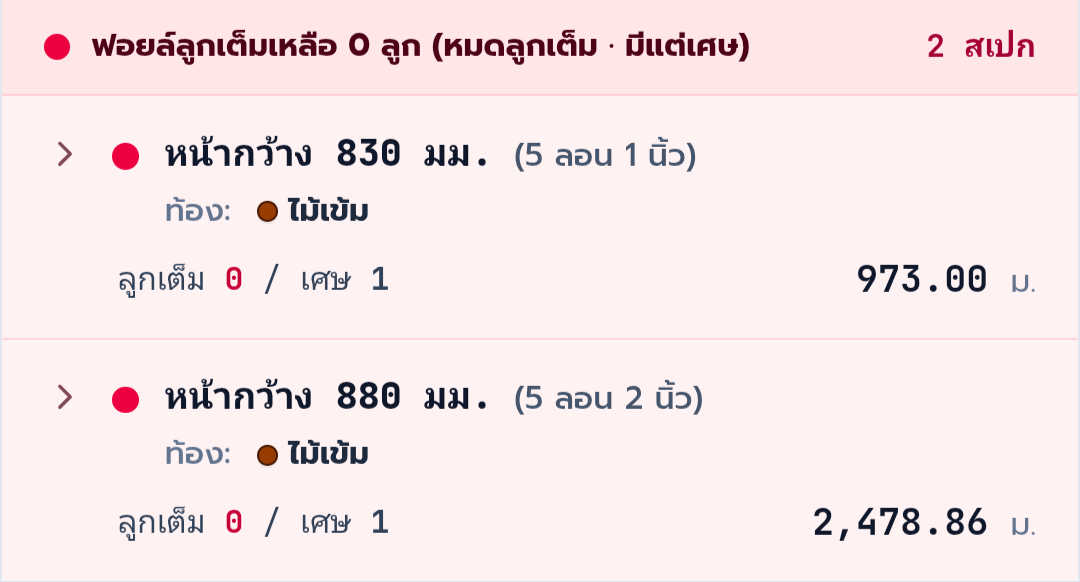 ฟอยล์ลูกเต็มเหลือ 0 ลูก (หมดลูกเต็ม · มีแต่เศษ) 2 สเปก
หน้ากว้าง 830 มม. (5 ลอน 1 นิ้ว)
ท้อง: ไม้เข้ม
ลูกเต็ม 0 / เศษ 1 973.00 ม.
หน้ากว้าง 880 มม. (5 ลอน 2 นิ้ว)
ท้อง: ไม้เข้ม
ลูกเต็ม 0 / เศษ 1 2,478.86 ม.